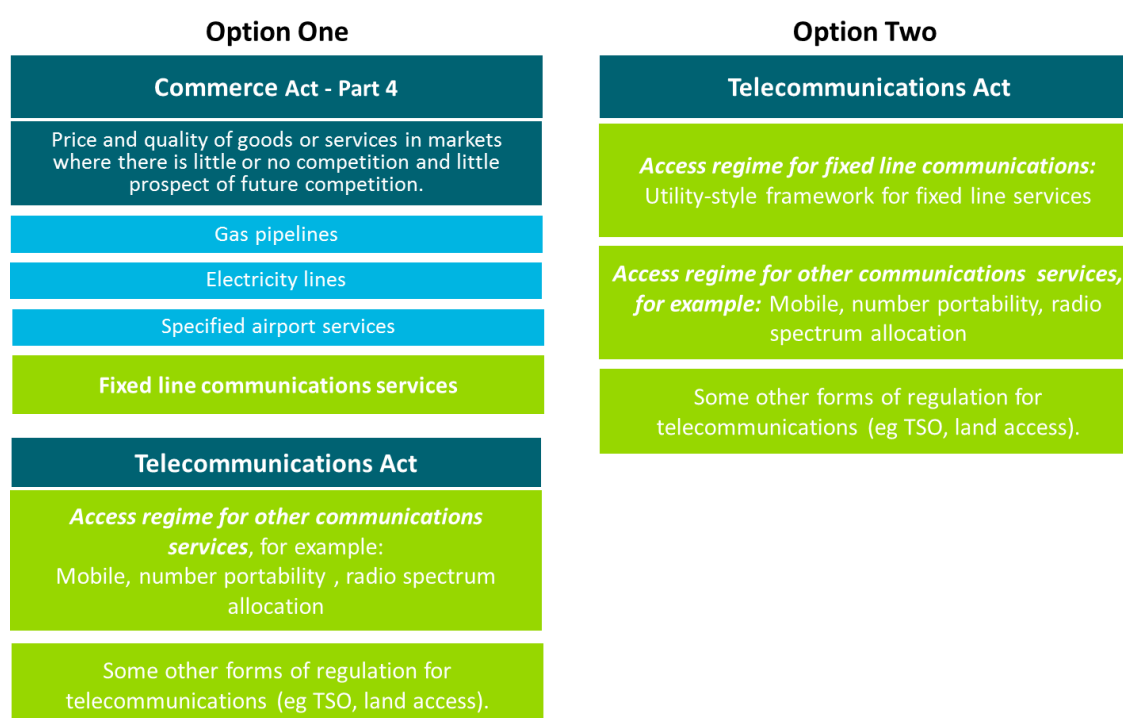 Option One
Commerce Act - Part 4
Price and quality of goods or services in markets
where there is little or no competition and little
prospect of future competition.
Gas pipelines
Electricity lines
Specified airport services
Fixed line communications services
Telecommunications Act
Access regime for other communications
services, for example:
Mobile, number portability , radio spectrum
allocation
Some other forms of regulation for
telecommunications (eg TSO, land access).
Option Two
Telecommunications Act
Access regime for fixed line communications:
Utility-style framework for fixed line services
Access regime for other communications services,
for example: Mobile, number portability, radio
spectrum allocation
Some other forms of regulation for
telecommunications (eg TSO, land access).